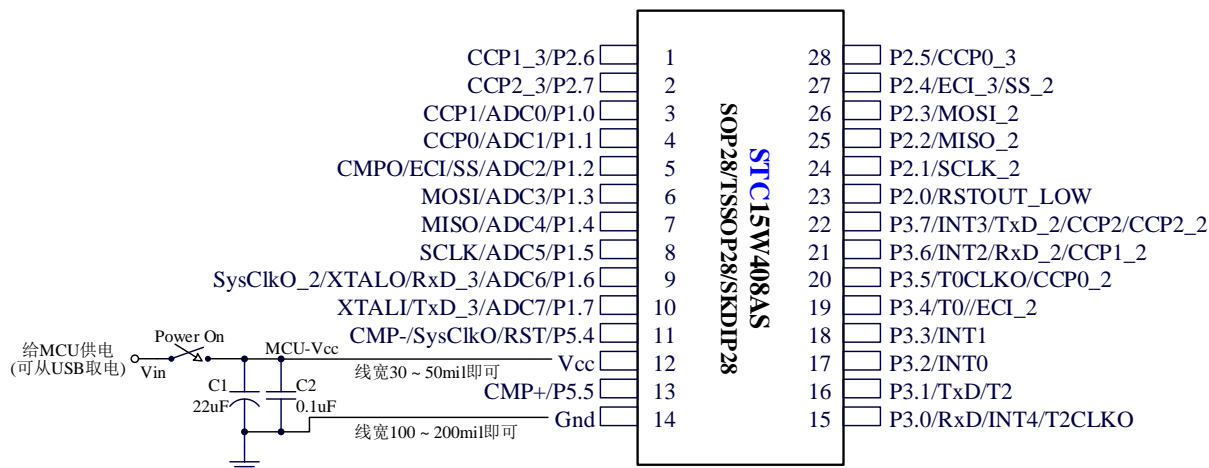 CCP1_3/P2.6 1
CCP2_3/P2.7 2
CCP1/ADC0/P1.0 3
CCP0/ADC1/P1.1 4
CMPO/ECI/SS/ADC2/P1.2 5
MOSI/ADC3/P1.3 6
MISO/ADC4/P1.4 7
SCLK/ADC5/P1.5 8
SysClkO_2/XTALO/RxD_3/ADC6/P1.6 9
XTALI/TxD_3/ADC7/P1.7 10
CMP-/SysClkO/RST/P5.4 11
Vcc 12
CMP+/P5.5 13
Gnd 14
STC15W408AS
SOP28/TSSOP28/SKDIP28
28 P2.5/CCP0_3
27 P2.4/ECI_3/SS_2
26 P2.3/MOSI_2
25 P2.2/MISO_2
24 P2.1/SCLK_2
23 P2.0/RSTOUT_LOW
22 P3.7/INT3/TxD_2/CCP2/CCP2_2
21 P3.6/INT2/RxD_2/CCP1_2
20 P3.5/T0CLKO/CCP0_2
19 P3.4/T0//ECI_2
18 P3.3/INT1
17 P3.2/INT0
16 P3.1/TxD/T2
15 P3.0/RxD/INT4/T2CLKO
给MCU供电
(可从USB取电)
Vin
Power On
MCU-Vcc
线宽30~50mil即可
C1
22uF
C2
0.1uF
线宽100~200mil即可